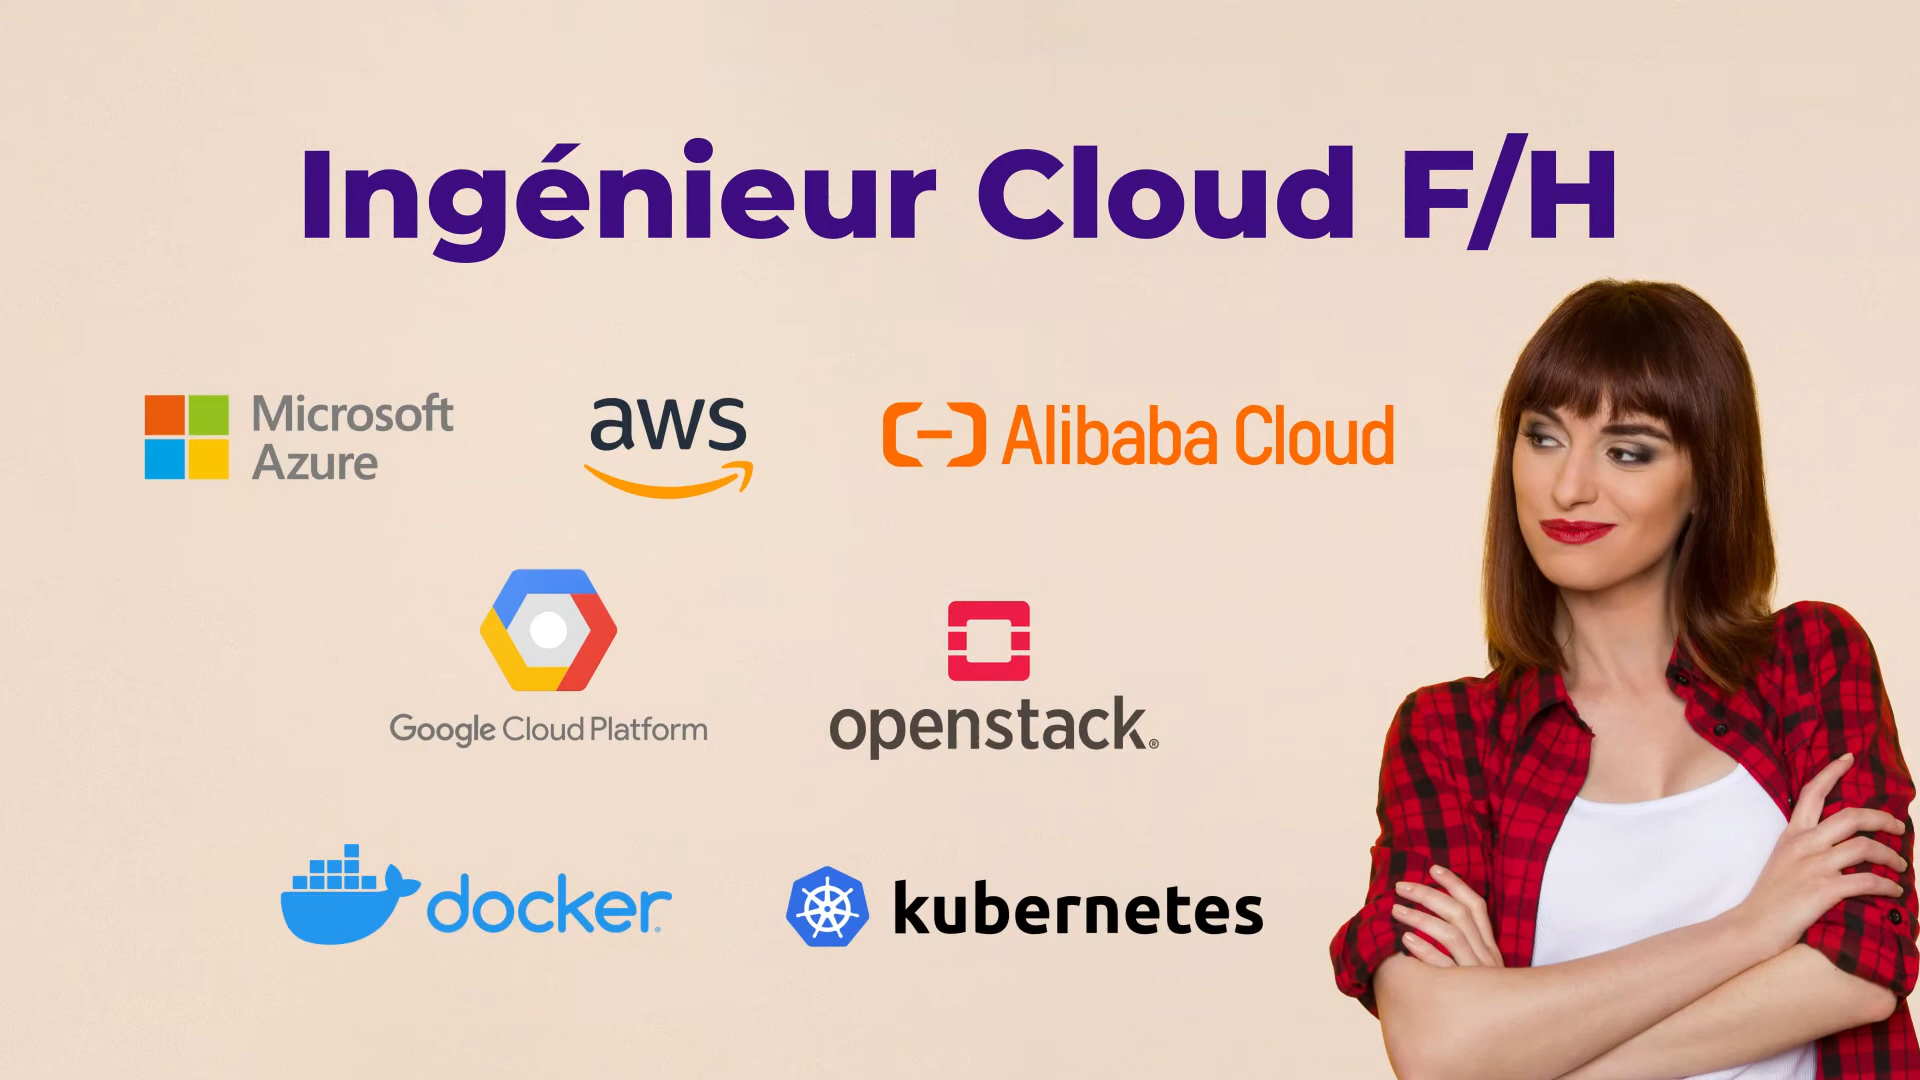 Ingénieur Cloud F/H
Microsoft
Azure
aws
Alibaba Cloud
Google Cloud Platform
openstack®
docker
kubernetes